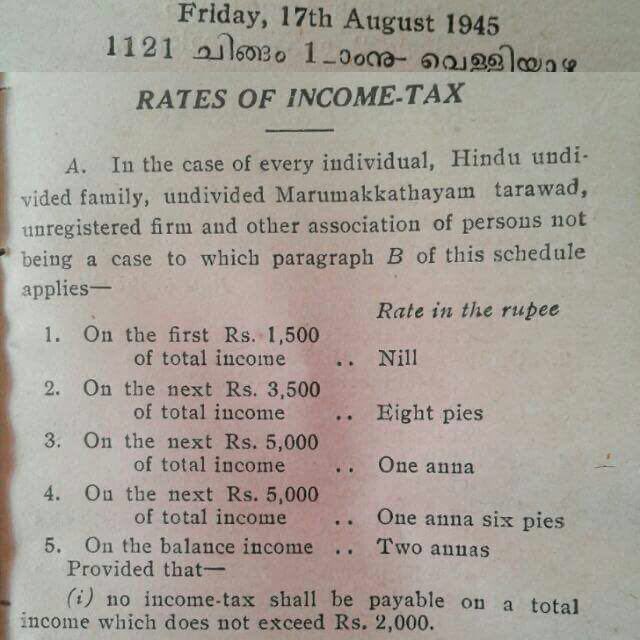 Friday, 17th August 1945
1121 ചിങ്ങം 1_ാംനു- വെള്ളിയാഴ
RATES OF INCOME-TAX
A. In the case of every individual, Hindu undi-
vided family, undivided Marumakkathayam tarawad,
unregistered firm and other association of persons not
being a case to which paragraph B of this schedule
applies—
Rate in the rupee
1. On the first Rs. 1,500
of total income .. Nill
2. On the next Rs. 3,500
of total income .. Eight pies
3. On the next Rs. 5,000
of total income .. One anna
4. On the next Rs. 5,000
of total income .. One anna six pies
5. On the balance income .. Two annas
Provided that—
(i) no income-tax shall be payable on a total
income which does not exceed Rs. 2,000.